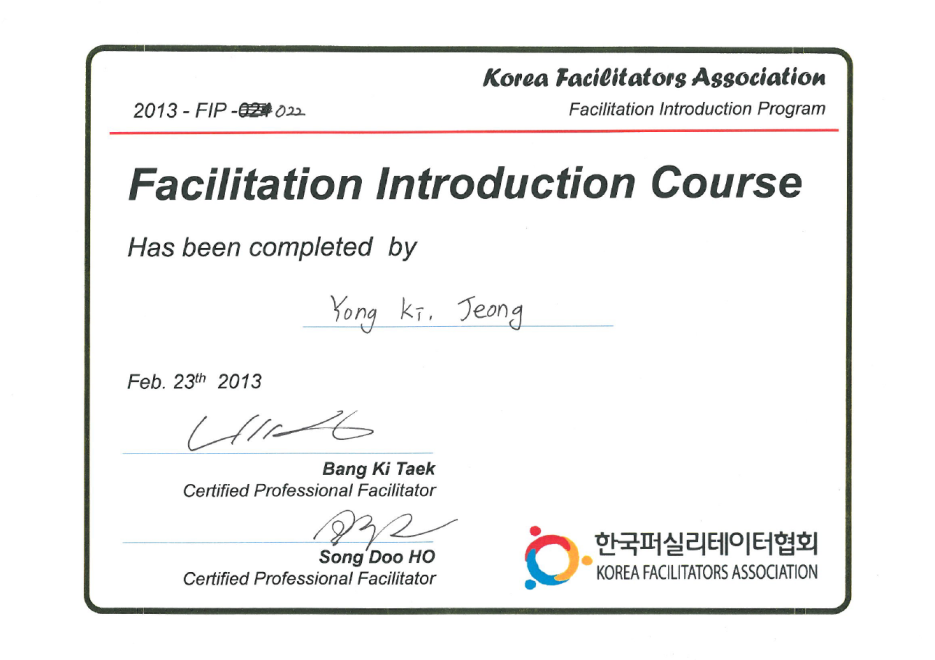 Korea Facilitators Association
2013 - FIP - 022
Facilitation Introduction Program
Facilitation Introduction Course
Has been completed by
Yong Ki, Jeong
Feb. 23th 2013
Bang Ki Taek
Certified Professional Facilitator
Song Doo HO
Certified Professional Facilitator
한국퍼실리테이터협회
KOREA FACILITATORS ASSOCIATION